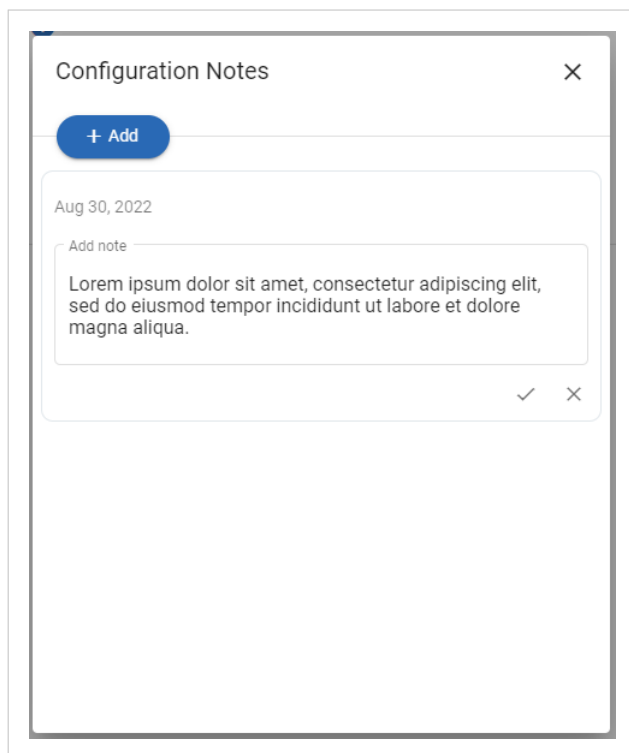 Configuration Notes
+ Add
Aug 30, 2022
Add note
Lorem ipsum dolor sit amet, consectetur adipiscing elit,
sed do eiusmod tempor incididunt ut labore et dolore
magna aliqua.